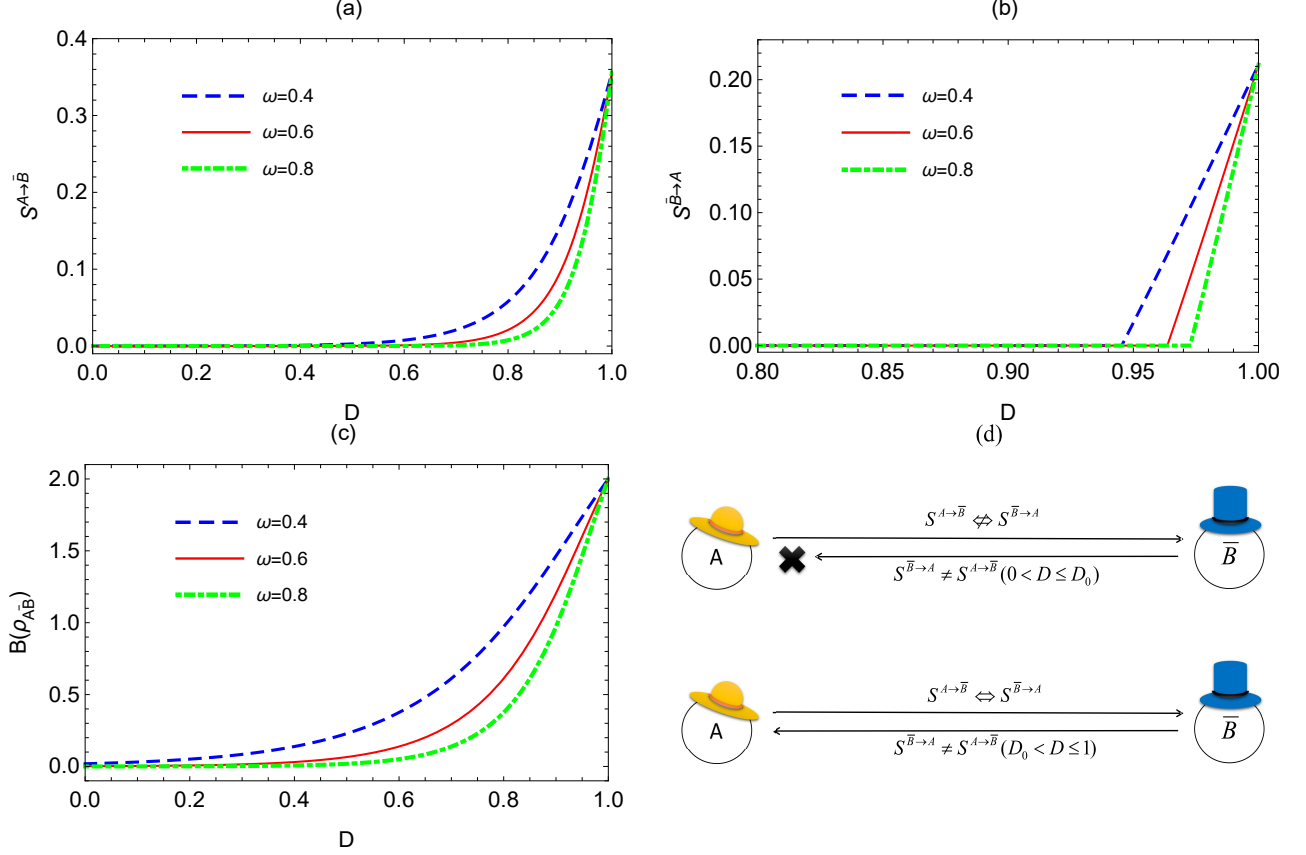 (a)
0.4
0.3
0.2
0.1
0.0
0.0 0.2 0.4 0.6 0.8 1.0
S^{A→B̄}
D
ω=0.4
ω=0.6
ω=0.8
(b)
0.20
0.15
0.10
0.05
0.00
0.80 0.85 0.90 0.95 1.00
S^{B̄→A}
D
ω=0.4
ω=0.6
ω=0.8
(c)
2.0
1.5
1.0
0.5
0.0
0.0 0.2 0.4 0.6 0.8 1.0
B(ρ_{AB̄})
D
ω=0.4
ω=0.6
ω=0.8
(d)
S^{A→B̄} ⇎ S^{B̄→A}
A
B̄
S^{B̄→A} ≠ S^{A→B̄} (0 < D ≤ D₀)
S^{A→B̄} ⇔ S^{B̄→A}
A
B̄
S^{B̄→A} ≠ S^{A→B̄} (D₀ < D ≤ 1)